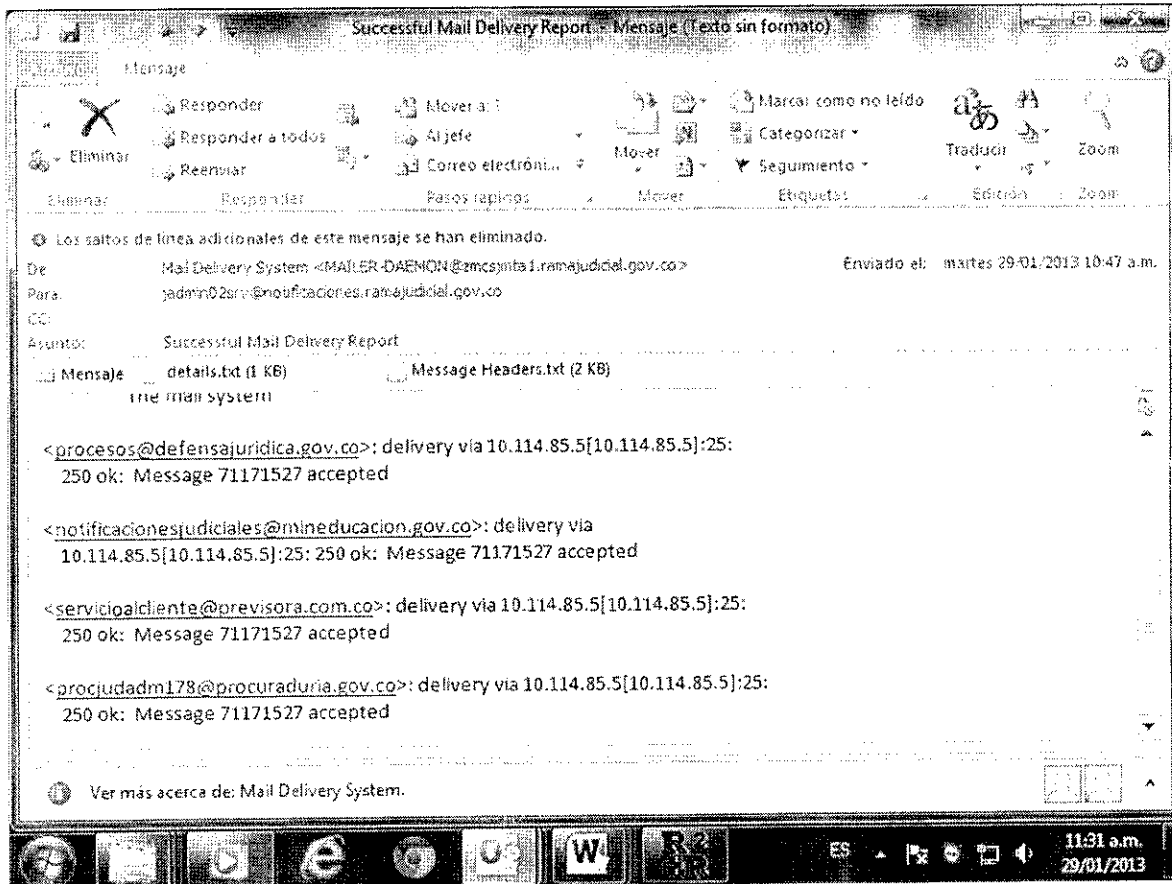 Successful Mail Delivery Report - Mensaje (Texto sin formato)
Mensaje
Responder
Responder a todos
Reenviar
Eliminar
Mover a: ?
Al jefe
Correo electróni...
Mover
Marcar como no leído
Categorizar
Seguimiento
Traducir
Zoom
Eliminar
Responder
Pasos rápidos
Mover
Etiquetas
Edición
Zoom
Los saltos de línea adicionales de este mensaje se han eliminado.
De Mail Delivery System <MAILER-DAEMON@zmcsmta1.ramajudicial.gov.co> Enviado el: martes 29/01/2013 10:47 a.m.
Para: jadmin02srv@notificaciones.ramajudicial.gov.co
CC:
Asunto: Successful Mail Delivery Report
Mensaje details.txt (1 KB) Message Headers.txt (2 KB)
The mail system
<procesos@defensajuridica.gov.co>: delivery via 10.114.85.5[10.114.85.5]:25:
250 ok: Message 71171527 accepted
<notificacionesjudiciales@mineducacion.gov.co>: delivery via
10.114.85.5[10.114.85.5]:25: 250 ok: Message 71171527 accepted
<servicioalcliente@previsora.com.co>: delivery via 10.114.85.5[10.114.85.5]:25:
250 ok: Message 71171527 accepted
<procjudadm178@procuraduria.gov.co>: delivery via 10.114.85.5[10.114.85.5]:25:
250 ok: Message 71171527 accepted
Ver más acerca de: Mail Delivery System.
ES
11:31 a.m.
29/01/2013